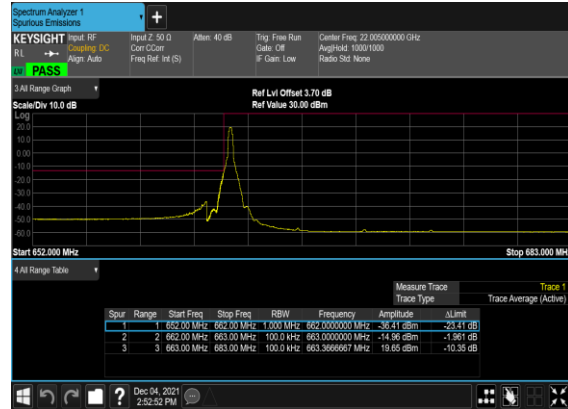 Spectrum Analyzer 1
Spurious Emissions
KEYSIGHT Input: RF Input Z: 50 Ω Atten: 40 dB Trig: Free Run Center Freq: 22.005000000 GHz
RL Coupling: DC Corr CCorr Gate: Off Avg|Hold: 1000/1000
Align: Auto Freq Ref: Int (S) IF Gain: Low Radio Std: None
PASS
3 All Range Graph
Ref Lvl Offset 3.70 dB
Scale/Div 10.0 dB Ref Value 30.00 dBm
Log
20.0
10.0
0.00
-10.0
-20.0
-30.0
-40.0
-50.0
-60.0
Start 652.000 MHz Stop 683.000 MH
4 All Range Table
Measure Trace Trace 1
Trace Type Trace Average (Active)
Spur Range Start Freq Stop Freq RBW Frequency Amplitude ΔLimit
1 1 652.00 MHz 662.00 MHz 1.000 MHz 662.0000000 MHz -36.41 dBm -23.41 dB
2 2 662.00 MHz 663.00 MHz 100.0 kHz 663.0000000 MHz -14.96 dBm -1.961 dB
3 3 663.00 MHz 683.00 MHz 100.0 kHz 663.3666667 MHz 19.65 dBm -10.35 dB
? Dec 04, 2021
2:52:52 PM